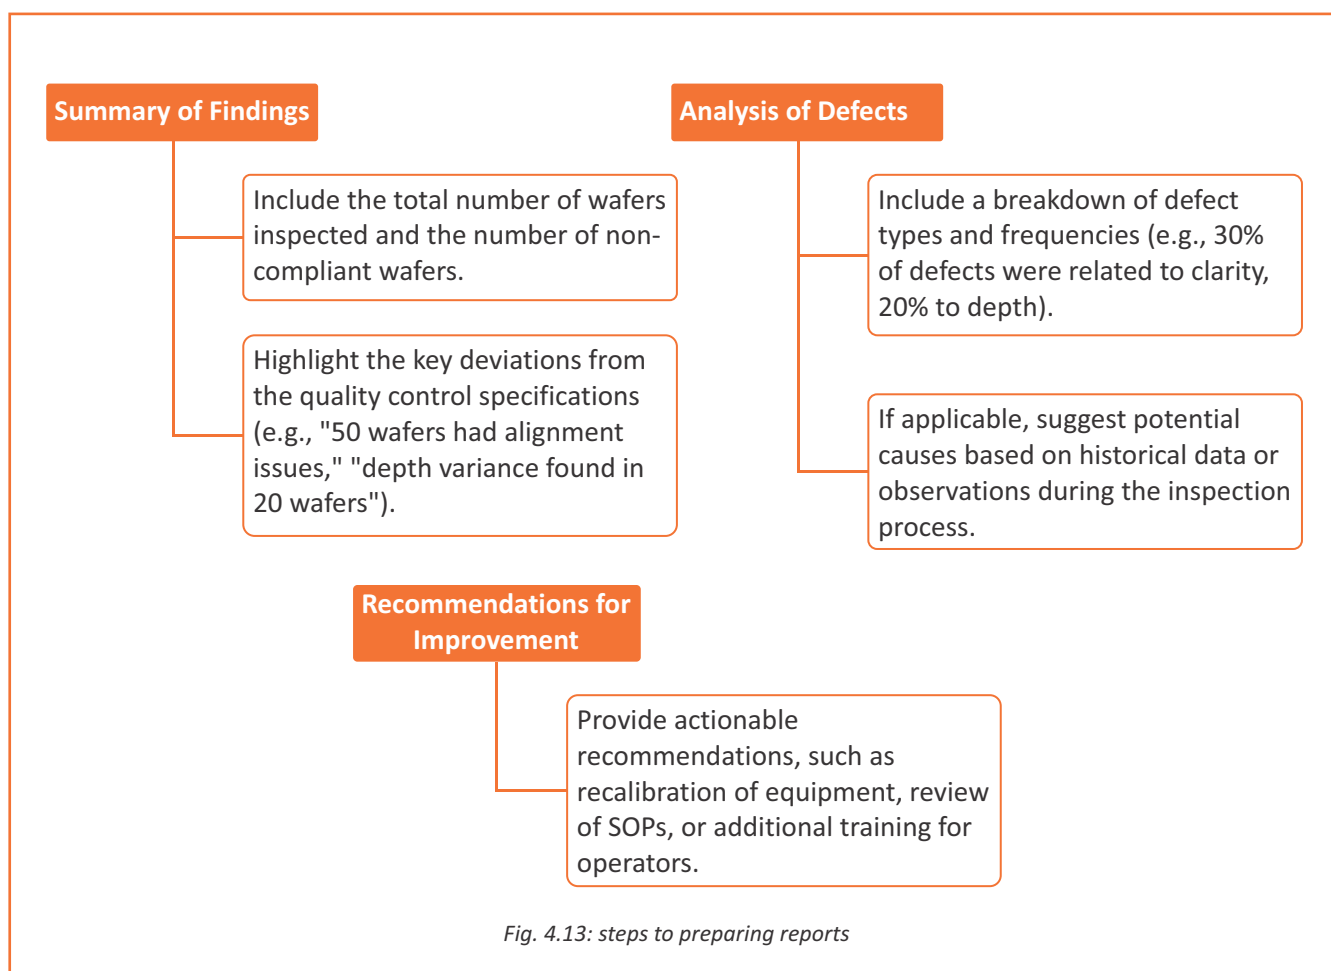 Summary of Findings
Include the total number of wafers
inspected and the number of non-
compliant wafers.
Highlight the key deviations from
the quality control specifications
(e.g., "50 wafers had alignment
issues," "depth variance found in
20 wafers").
Analysis of Defects
Include a breakdown of defect
types and frequencies (e.g., 30%
of defects were related to clarity,
20% to depth).
If applicable, suggest potential
causes based on historical data or
observations during the inspection
process.
Recommendations for
Improvement
Provide actionable
recommendations, such as
recalibration of equipment, review
of SOPs, or additional training for
operators.
Fig. 4.13: steps to preparing reports